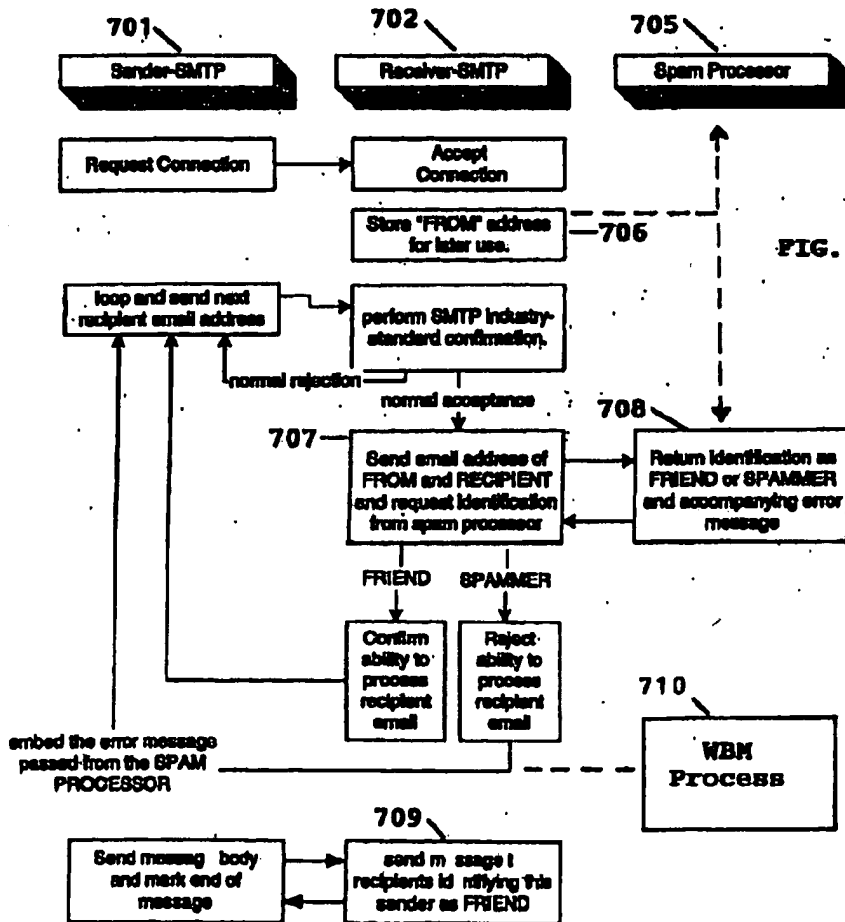 701
702
705
Sender-SMTP
Receiver-SMTP
Spam Processor
Request Connection
Accept
Connection
Store "FROM" address
for later use.
706
FIG.
loop and send next
recipient email address
perform SMTP industry-
standard confirmation.
normal rejection
normal acceptance
707
708
Send email address of
FROM and RECIPIENT
and request identification
from spam processor
Return identification as
FRIEND or SPAMMER
and accompanying error
message
FRIEND
SPAMMER
Confirm
ability to
process
recipient
email
Reject
ability to
process
recipient
email
710
WBM
Process
embed the error message
passed from the SPAM
PROCESSOR
709
Send messag body
and mark end of
message
send m ssage t
recipients id ntifying this
sender as FRIEND